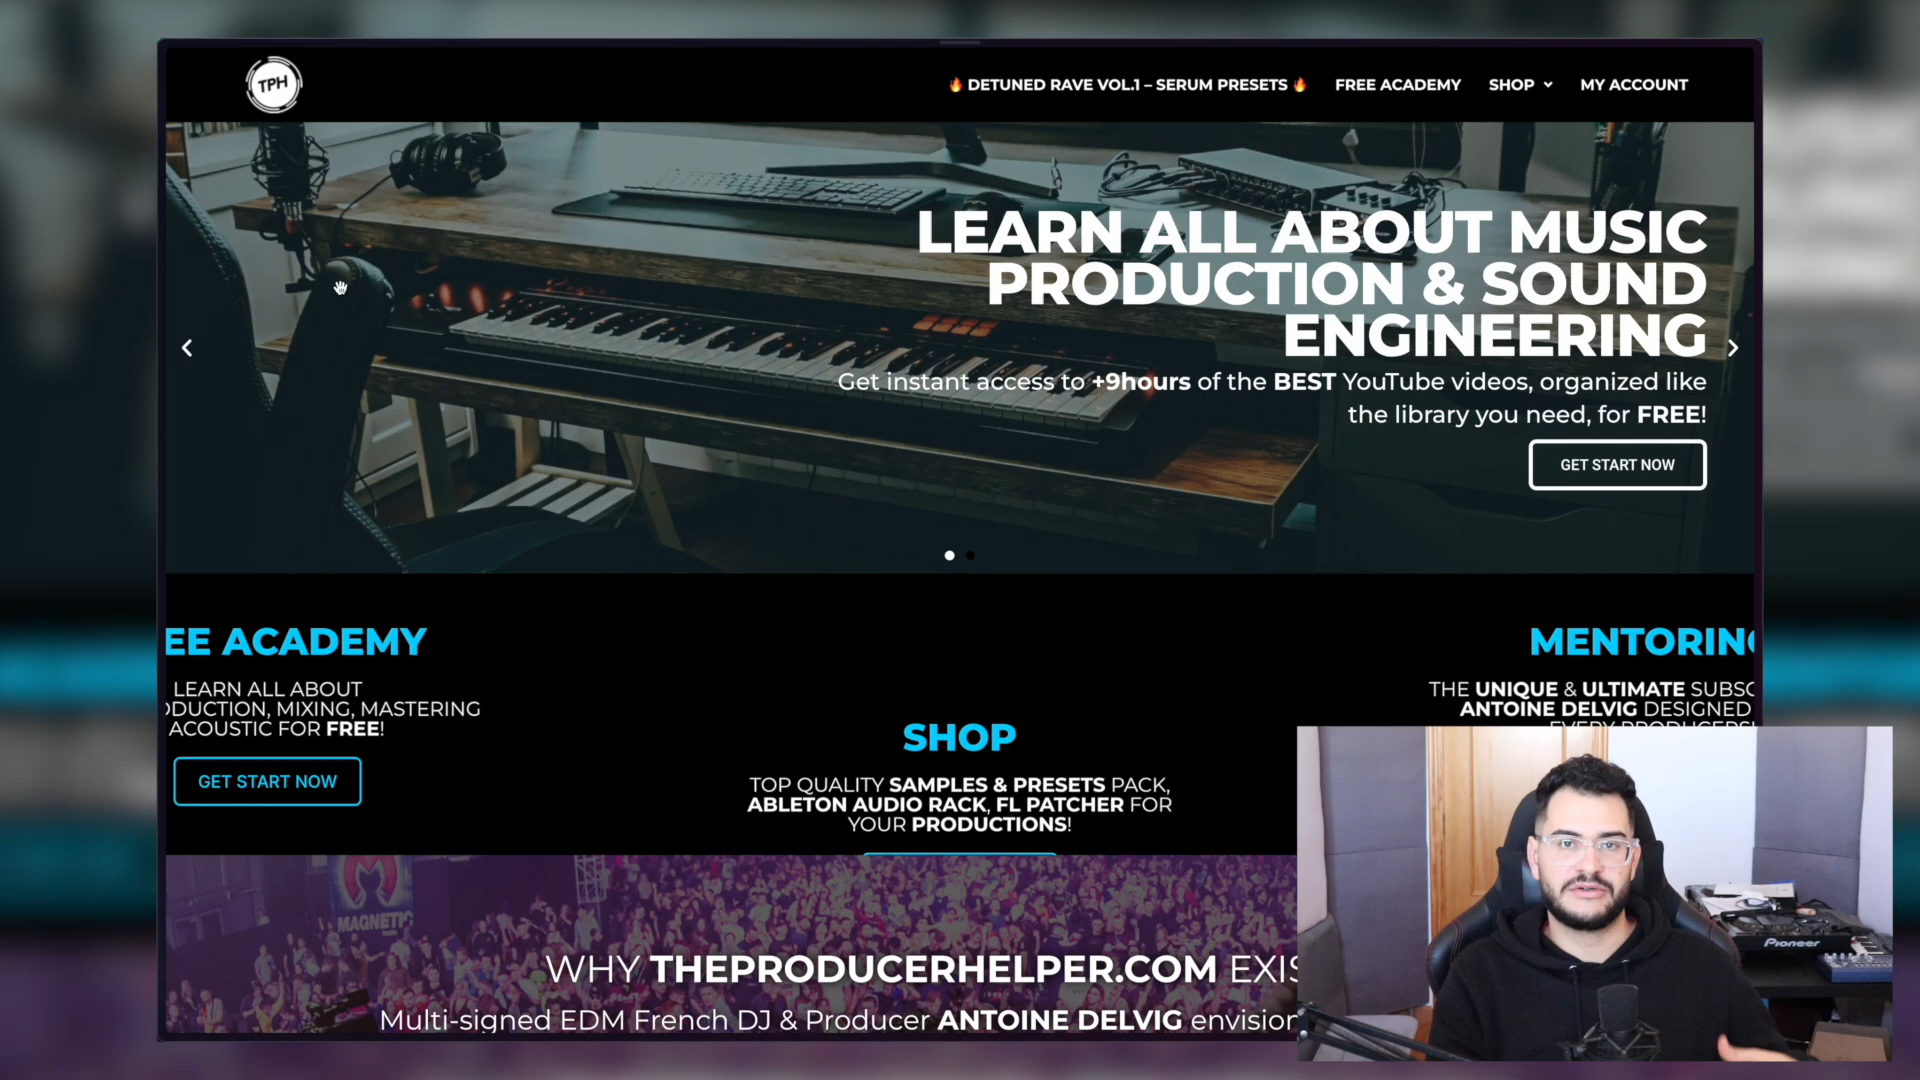 TPH
DETUNED RAVE VOL.1 – SERUM PRESETS
FREE ACADEMY
SHOP
MY ACCOUNT
LEARN ALL ABOUT MUSIC
PRODUCTION & SOUND
ENGINEERING
Get instant access to +9hours of the BEST YouTube videos, organized like
the library you need, for FREE!
GET START NOW
EE ACADEMY
LEARN ALL ABOUT
DUCTION, MIXING, MASTERING
ACOUSTIC FOR FREE!
GET START NOW
SHOP
TOP QUALITY SAMPLES & PRESETS PACK,
ABLETON AUDIO RACK, FL PATCHER FOR
YOUR PRODUCTIONS!
MENTORING
THE UNIQUE & ULTIMATE SUBSC
ANTOINE DELVIG DESIGNED
MAGNETIC
WHY THEPRODUCERHELPER.COM EXIS
Multi-signed EDM French DJ & Producer ANTOINE DELVIG envision
Pioneer